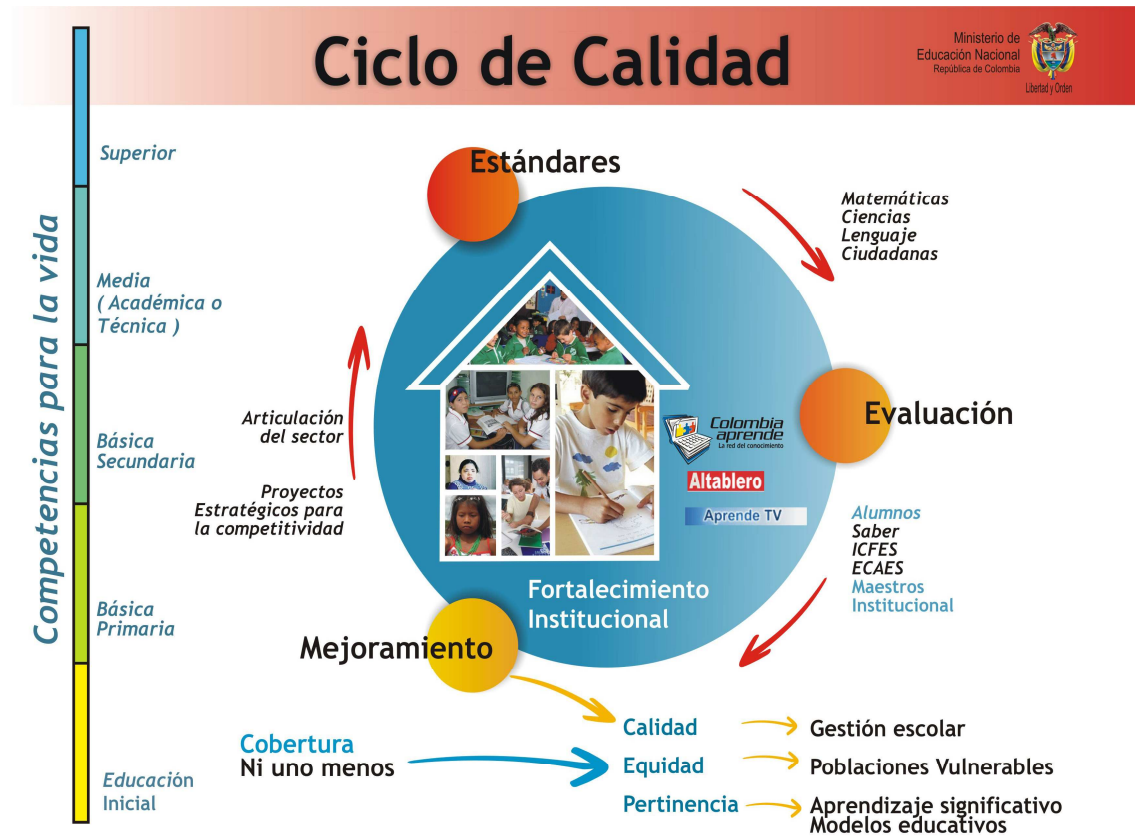 Ciclo de Calidad
Ministerio de
Educación Nacional
República de Colombia
Libertad y Orden
Competencias para la vida
Superior
Media
( Académica o
Técnica )
Básica
Secundaria
Básica
Primaria
Educación
Inicial
Estándares
Matemáticas
Ciencias
Lenguaje
Ciudadanas
Evaluación
Colombia
aprende
La red del conocimiento
Altablero
Aprende TV
Alumnos
Saber
ICFES
ECAES
Maestros
Institucional
Fortalecimiento
Institucional
Articulación
del sector
Proyectos
Estratégicos para
la competitividad
Mejoramiento
Cobertura
Ni uno menos
Calidad
Gestión escolar
Equidad
Poblaciones Vulnerables
Pertinencia
Aprendizaje significativo
Modelos educativos